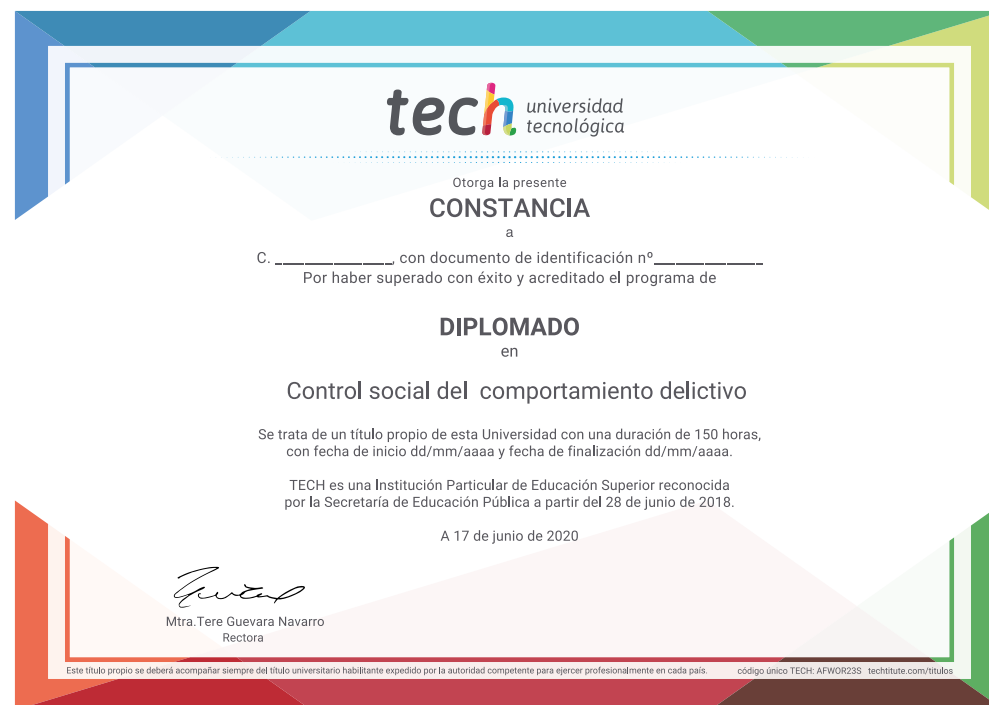 tech universidad
tecnológica
Otorga la presente
CONSTANCIA
a
C. ______________, con documento de identificación nº_____________
Por haber superado con éxito y acreditado el programa de
DIPLOMADO
en
Control social del comportamiento delictivo
Se trata de un título propio de esta Universidad con una duración de 150 horas,
con fecha de inicio dd/mm/aaaa y fecha de finalización dd/mm/aaaa.
TECH es una Institución Particular de Educación Superior reconocida
por la Secretaría de Educación Pública a partir del 28 de junio de 2018.
A 17 de junio de 2020
Mtra.Tere Guevara Navarro
Rectora
Este título propio se deberá acompañar siempre del título universitario habilitante expedido por la autoridad competente para ejercer profesionalmente en cada país. código único TECH: AFWOR23S techtitute.com/titulos